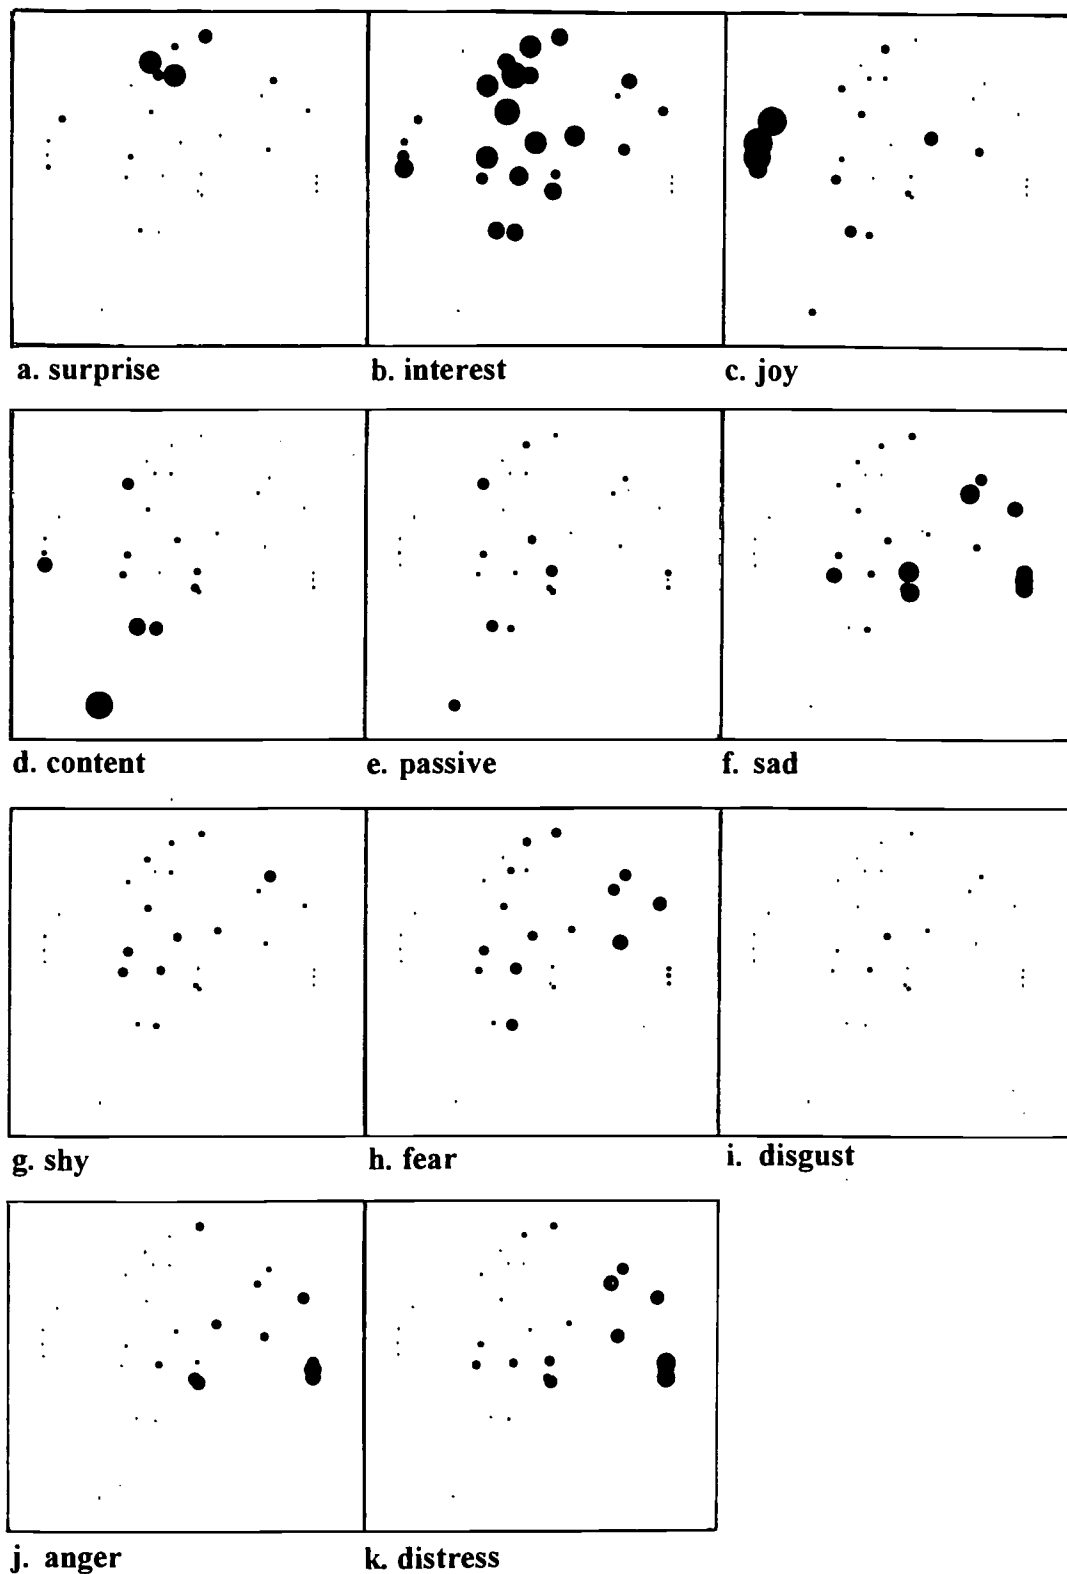 a. surprise
b. interest
c. joy
d. content
e. passive
f. sad
g. shy
h. fear
i. disgust
j. anger
k. distress